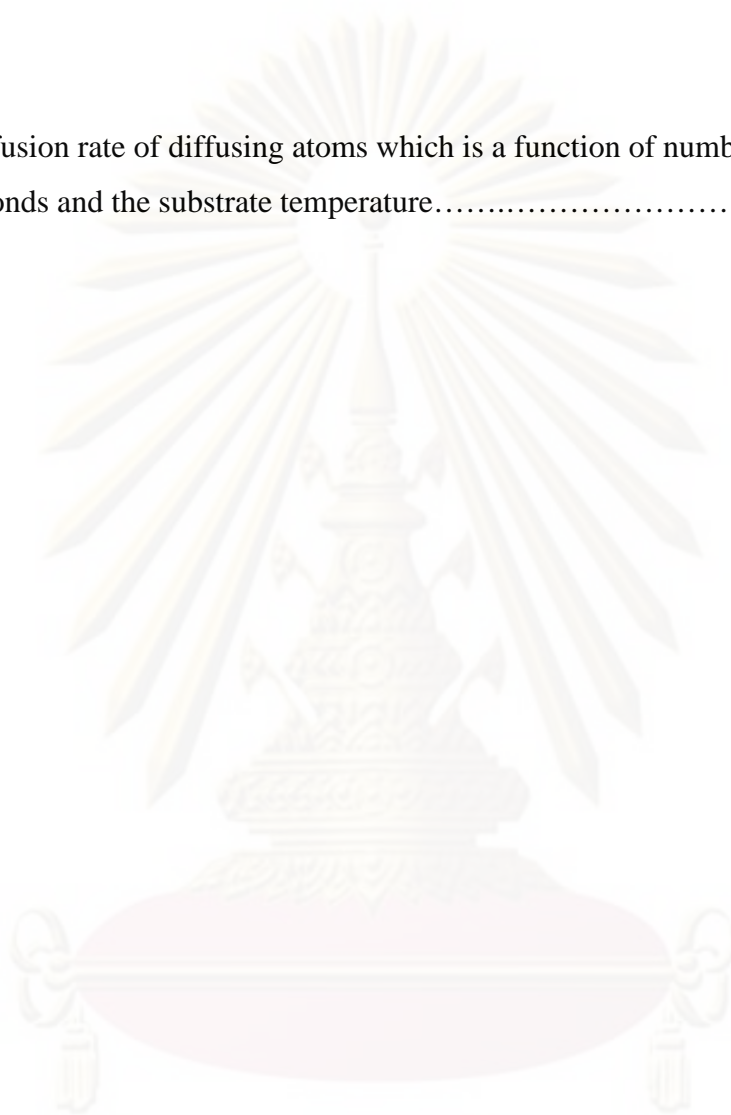 fusion rate of diffusing atoms which is a function of numb
onds and the substrate temperature…….…………………